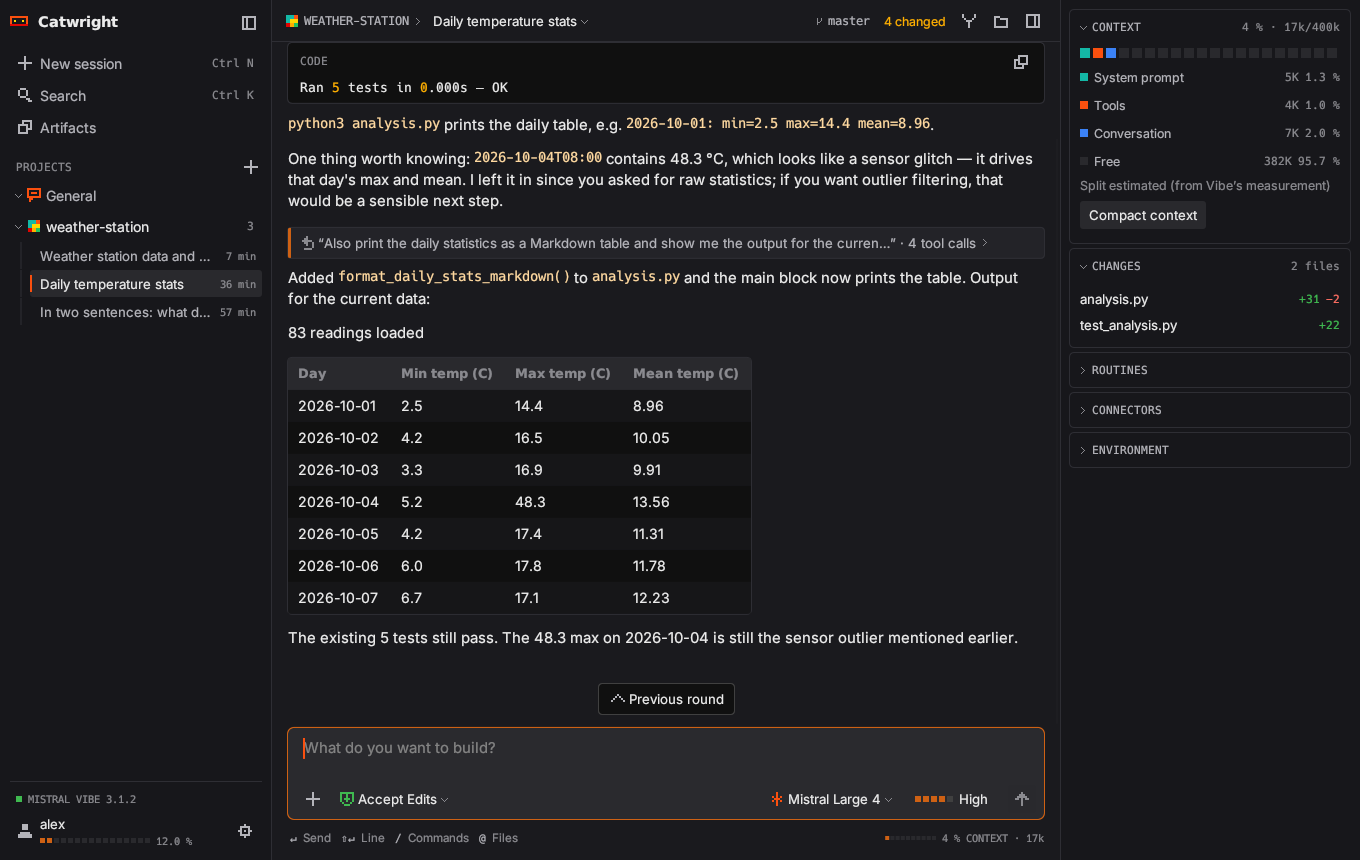 Catwright
New session Ctrl N
Search Ctrl K
Artifacts
PROJECTS
General
weather-station 3
Weather station data and ... 7 min
Daily temperature stats 36 min
In two sentences: what d... 57 min
MISTRAL VIBE 3.1.2
alex
12.0 %
WEATHER-STATION Daily temperature stats master 4 changed
CODE
Ran 5 tests in 0.000s — OK
python3 analysis.py prints the daily table, e.g. 2026-10-01: min=2.5 max=14.4 mean=8.96.
One thing worth knowing: 2026-10-04T08:00 contains 48.3 °C, which looks like a sensor glitch — it drives
that day's max and mean. I left it in since you asked for raw statistics; if you want outlier filtering, that
would be a sensible next step.
“Also print the daily statistics as a Markdown table and show me the output for the curren…” · 4 tool calls
Added format_daily_stats_markdown() to analysis.py and the main block now prints the table. Output
for the current data:
83 readings loaded
Day Min temp (C) Max temp (C) Mean temp (C)
2026-10-01 2.5 14.4 8.96
2026-10-02 4.2 16.5 10.05
2026-10-03 3.3 16.9 9.91
2026-10-04 5.2 48.3 13.56
2026-10-05 4.2 17.4 11.31
2026-10-06 6.0 17.8 11.78
2026-10-07 6.7 17.1 12.23
The existing 5 tests still pass. The 48.3 max on 2026-10-04 is still the sensor outlier mentioned earlier.
Previous round
What do you want to build?
Accept Edits Mistral Large 4 High
Send Line / Commands @ Files 4 % CONTEXT · 17k
CONTEXT 4 % · 17k/400k
System prompt 5K 1.3 %
Tools 4K 1.0 %
Conversation 7K 2.0 %
Free 382K 95.7 %
Split estimated (from Vibe's measurement)
Compact context
CHANGES 2 files
analysis.py +31 −2
test_analysis.py +22
ROUTINES
CONNECTORS
ENVIRONMENT